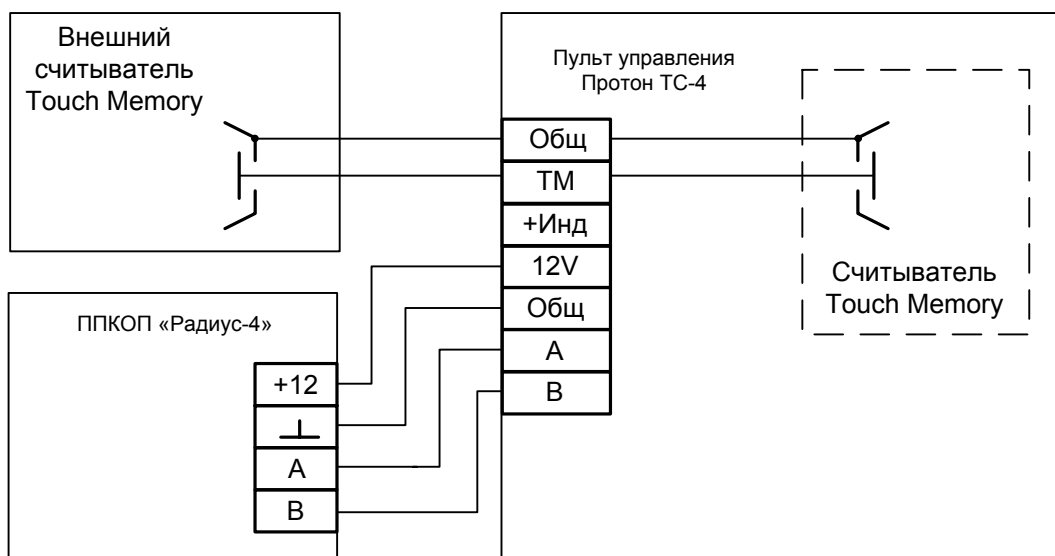 Внешний
считыватель
Touch Memory
Пульт управления
Протон ТС-4
Общ
ТМ
+Инд
12V
Общ
А
В
Считыватель
Touch Memory
ППКОП «Радиус-4»
+12
А
В